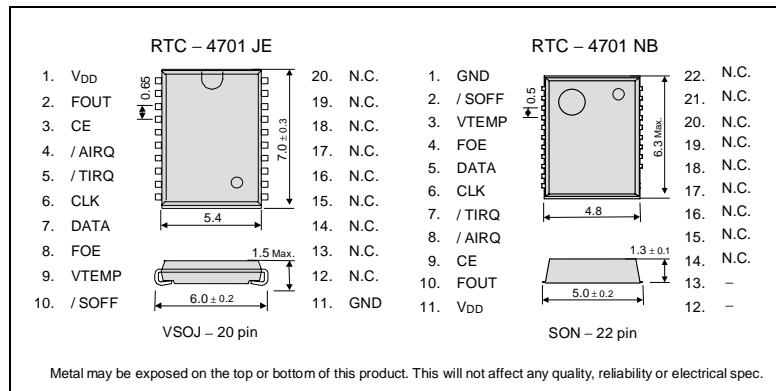 RTC – 4701 JE
1. VDD
2. FOUT
3. CE
4. / AIRQ
5. / TIRQ
6. CLK
7. DATA
8. FOE
9. VTEMP
10. / SOFF
0.65
7.0 ± 0.3
5.4
1.5 Max.
6.0 ± 0.2
20. N.C.
19. N.C.
18. N.C.
17. N.C.
16. N.C.
15. N.C.
14. N.C.
13. N.C.
12. N.C.
11. GND
VSOJ – 20 pin
RTC – 4701 NB
1. GND
2. / SOFF
3. VTEMP
4. FOE
5. DATA
6. CLK
7. / TIRQ
8. / AIRQ
9. CE
10. FOUT
11. VDD
0.5
6.3 Max.
4.8
1.3 ± 0.1
5.0 ± 0.2
22. N.C.
21. N.C.
20. N.C.
19. N.C.
18. N.C.
17. N.C.
16. N.C.
15. N.C.
14. N.C.
13. –
12. –
SON – 22 pin
Metal may be exposed on the top or bottom of this product. This will not affect any quality, reliability or electrical spec.